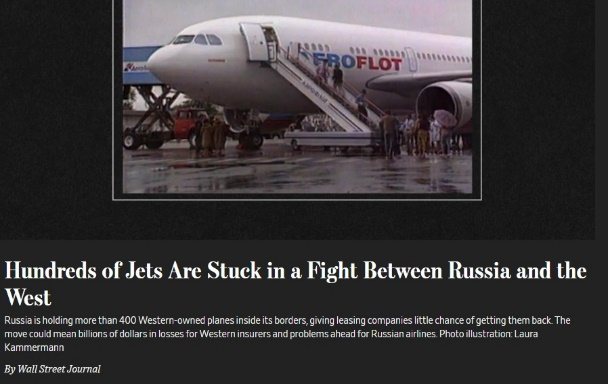 AEROFLOT
Hundreds of Jets Are Stuck in a Fight Between Russia and the
West
Russia is holding more than 400 Western-owned planes inside its borders, giving leasing companies little chance of getting them back. The
move could mean billions of dollars in losses for Western insurers and problems ahead for Russian airlines. Photo illustration: Laura
Kammermann
By Wall Street Journal